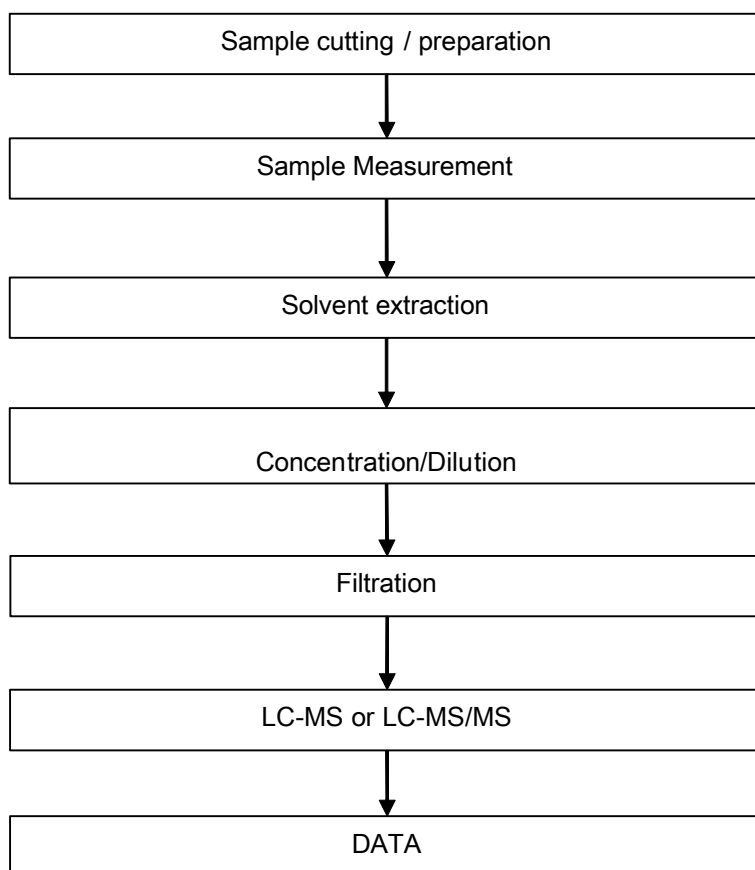 Sample cutting / preparation
Sample Measurement
Solvent extraction
Concentration/Dilution
Filtration
LC-MS or LC-MS/MS
DATA